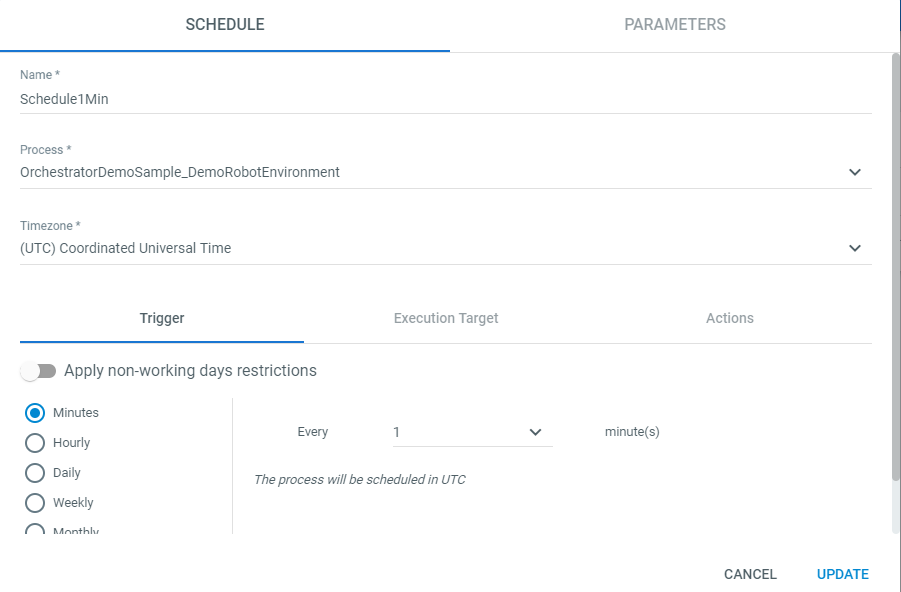 SCHEDULE PARAMETERS
Name *
Schedule1Min
Process *
OrchestratorDemoSample_DemoRobotEnvironment
Timezone *
(UTC) Coordinated Universal Time
Trigger Execution Target Actions
Apply non-working days restrictions
Minutes
Hourly
Daily
Weekly
Monthly
Every 1 minute(s)
The process will be scheduled in UTC
CANCEL UPDATE